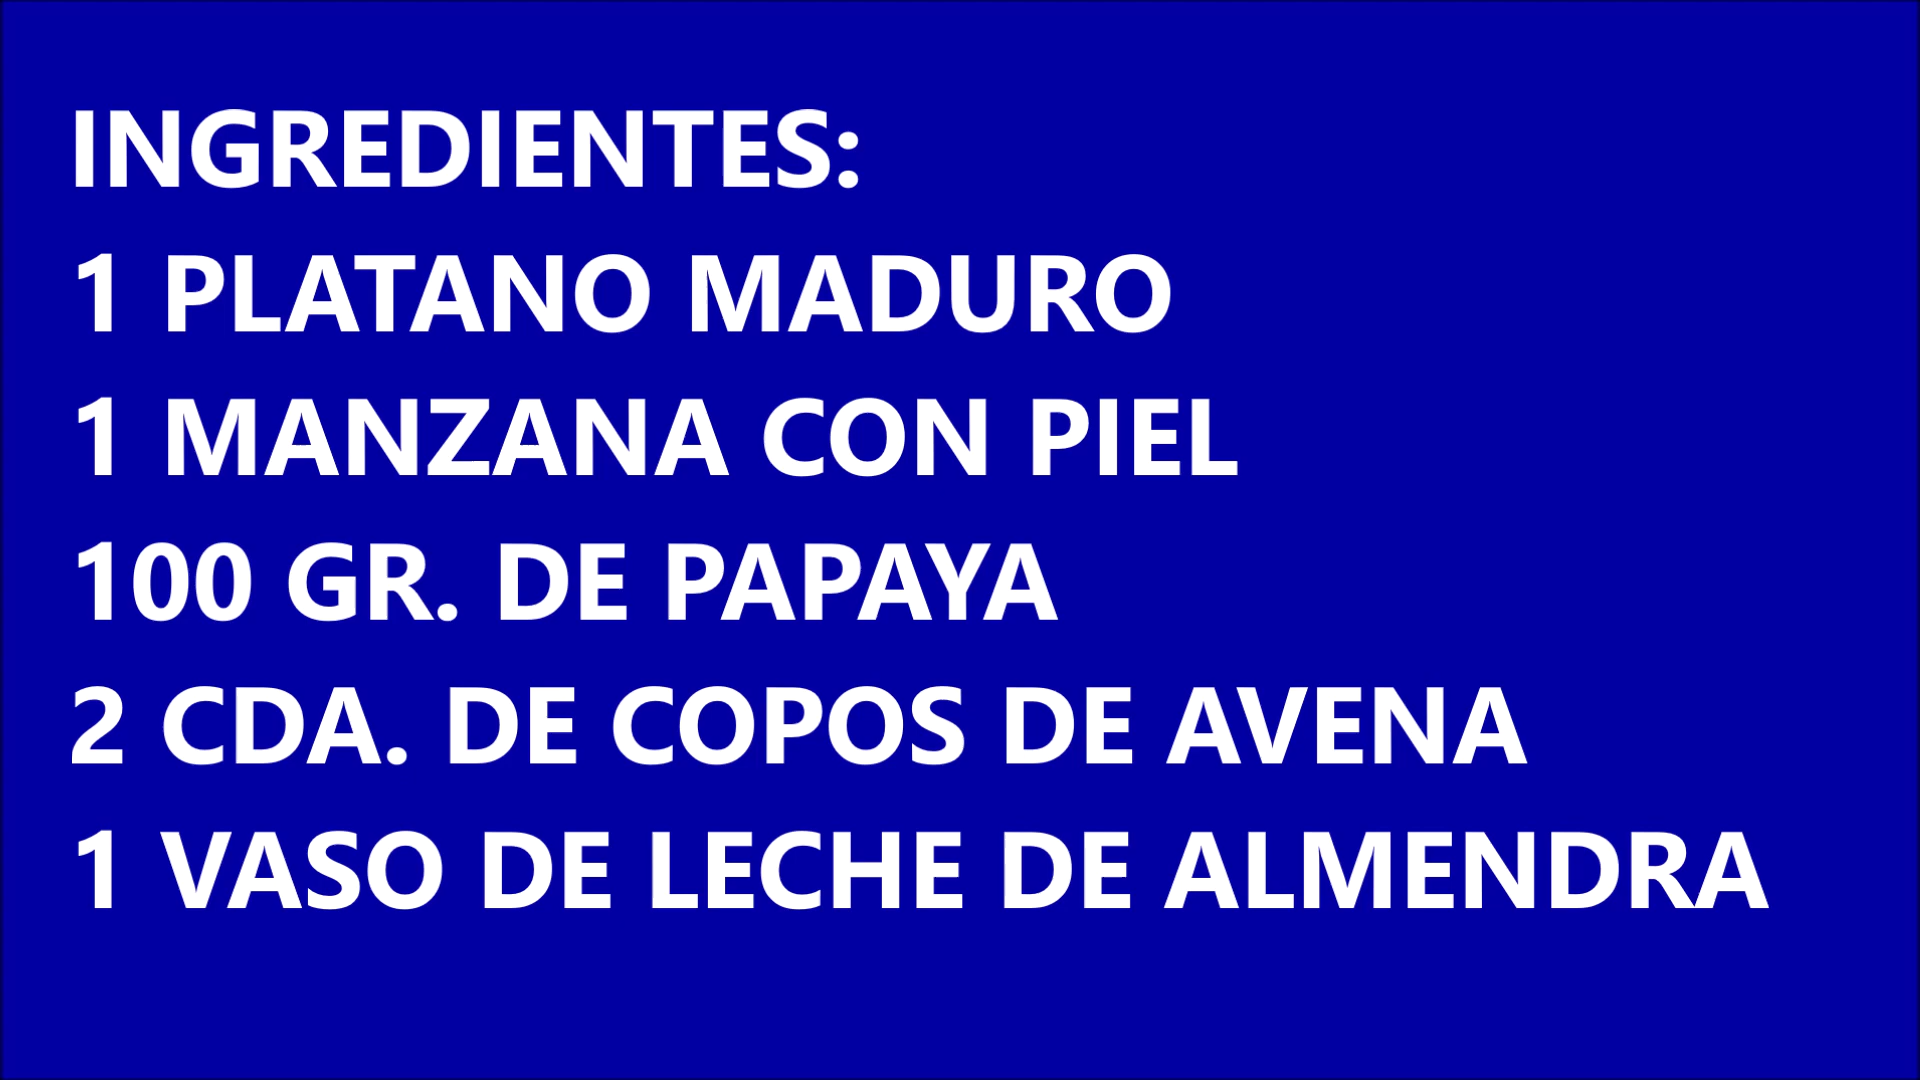 INGREDIENTES:
1 PLATANO MADURO
1 MANZANA CON PIEL
100 GR. DE PAPAYA
2 CDA. DE COPOS DE AVENA
1 VASO DE LECHE DE ALMENDRA